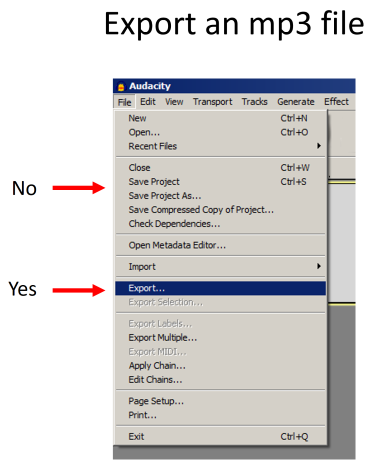 Export an mp3 file
Audacity
File Edit View Transport Tracks Generate Effect
New Ctrl+N
Open... Ctrl+O
Recent Files
Close Ctrl+W
No
Save Project Ctrl+S
Save Project As...
Save Compressed Copy of Project...
Check Dependencies...
Open Metadata Editor...
Import
Yes
Export...
Export Selection...
Export Labels...
Export Multiple...
Export MIDI...
Apply Chain...
Edit Chains...
Page Setup...
Print...
Exit Ctrl+Q